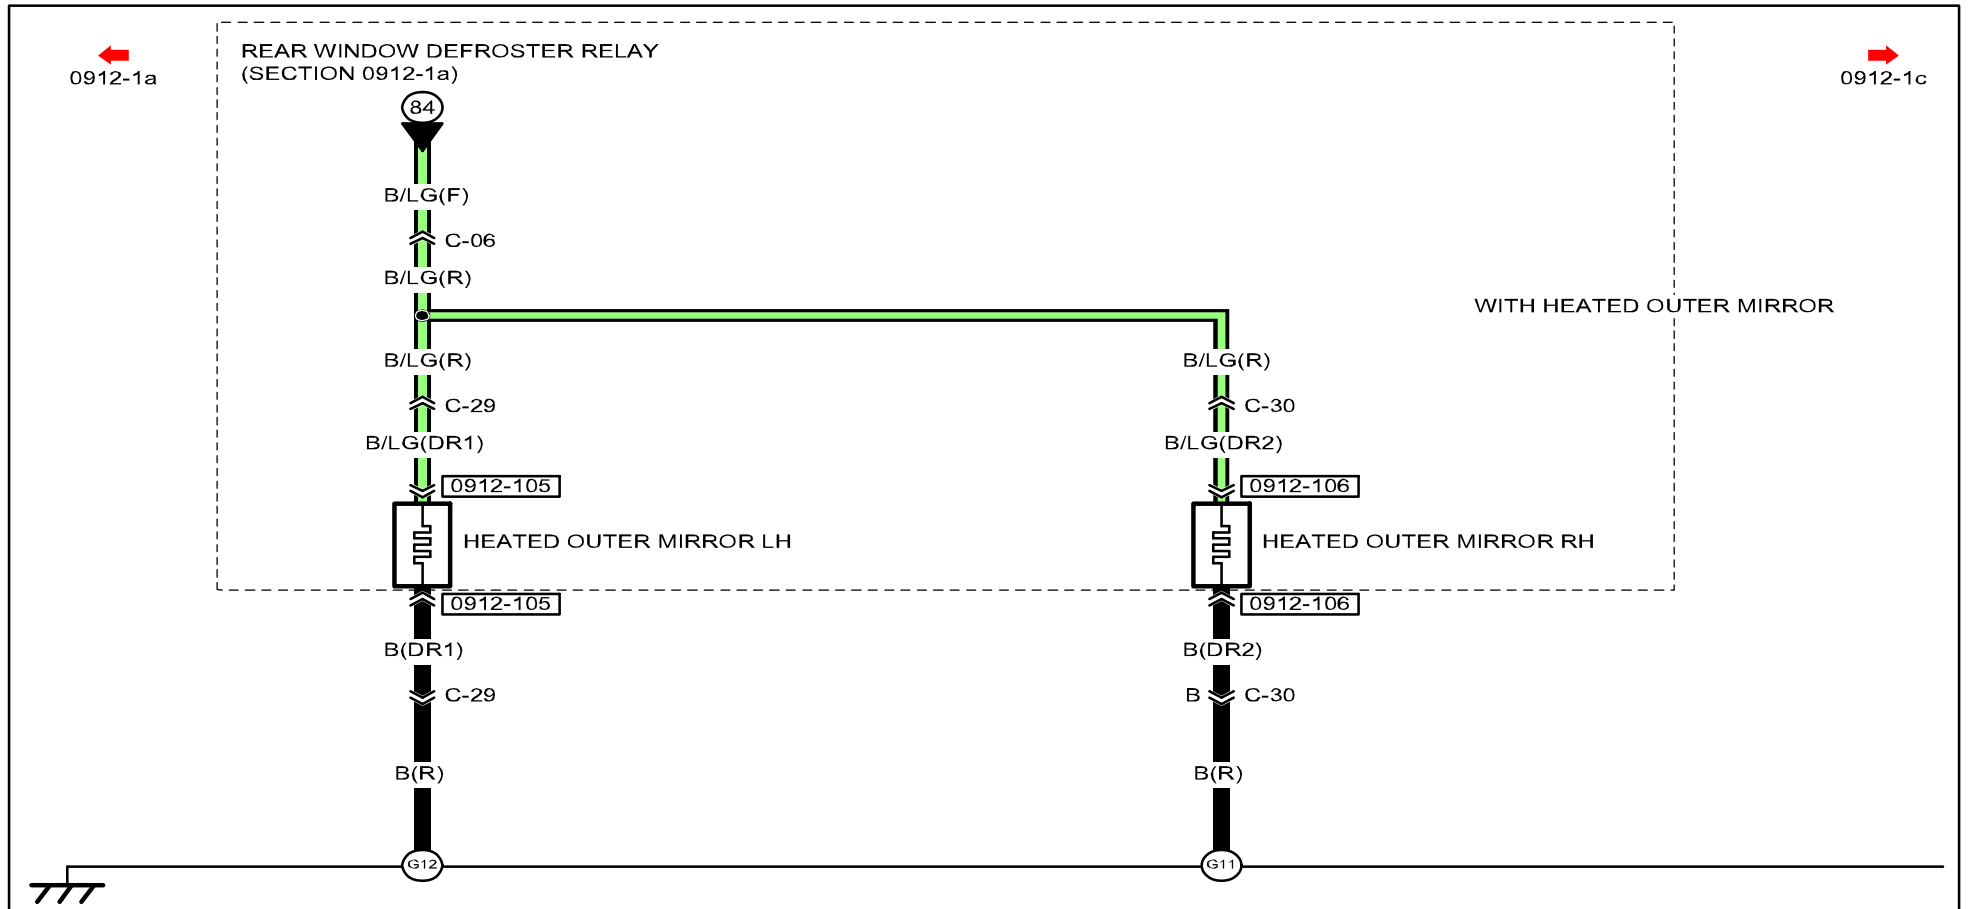 REAR WINDOW DEFROSTER RELAY
(SECTION 0912-1a)
0912-1a
0912-1c
84
B/LG(F)
C-06
B/LG(R)
WITH HEATED OUTER MIRROR
B/LG(R)
B/LG(R)
C-29
C-30
B/LG(DR1)
B/LG(DR2)
0912-105
0912-106
HEATED OUTER MIRROR LH
HEATED OUTER MIRROR RH
0912-105
0912-106
B(DR1)
B(DR2)
C-29
B
C-30
B(R)
B(R)
G12
G11